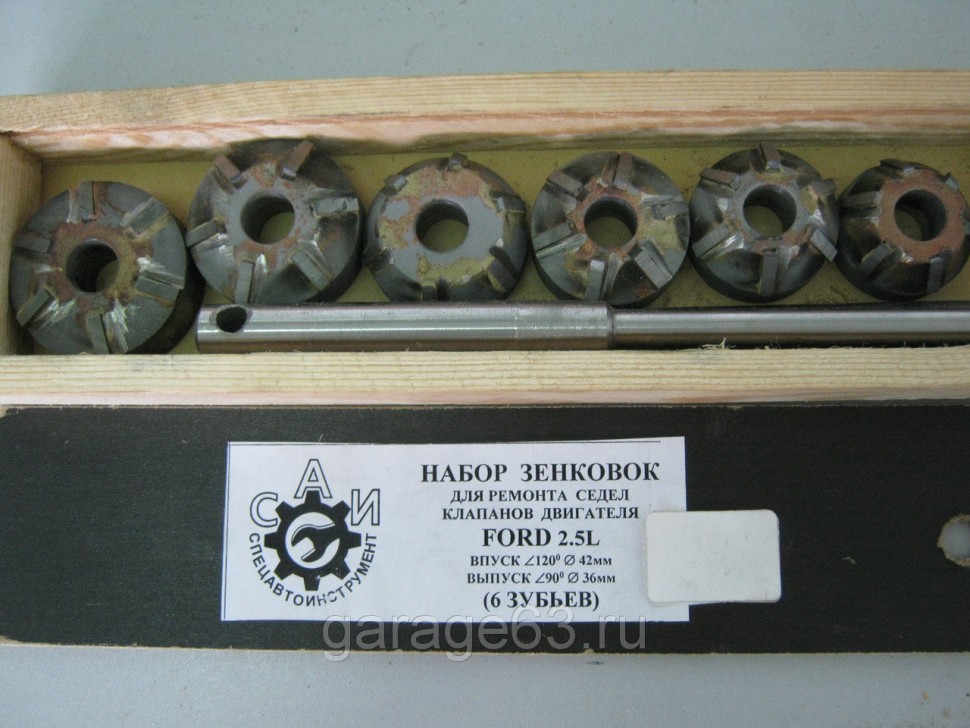 САИ
СПЕЦАВТОИНСТРУМЕНТ
НАБОР ЗЕНКОВОК
ДЛЯ РЕМОНТА СЕДЕЛ
КЛАПАНОВ ДВИГАТЕЛЯ
FORD 2.5L
ВПУСК ∠120⁰ ∅ 42мм
ВЫПУСК ∠90⁰ ∅ 36мм
(6 ЗУБЬЕВ)
garage63.ru